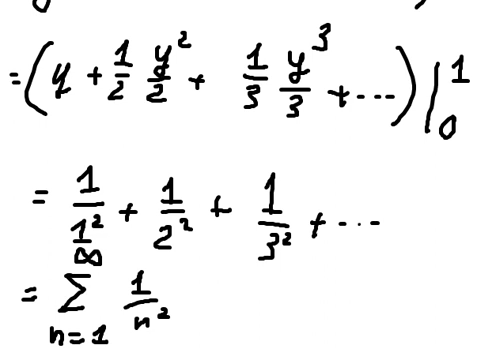 = (y + 1/2 y²/2 + 1/3 y³/3 + ...) |₀¹
= 1/1² + 1/2² + 1/3² + ...
= ∑_{n=1}^{∞} 1/n²